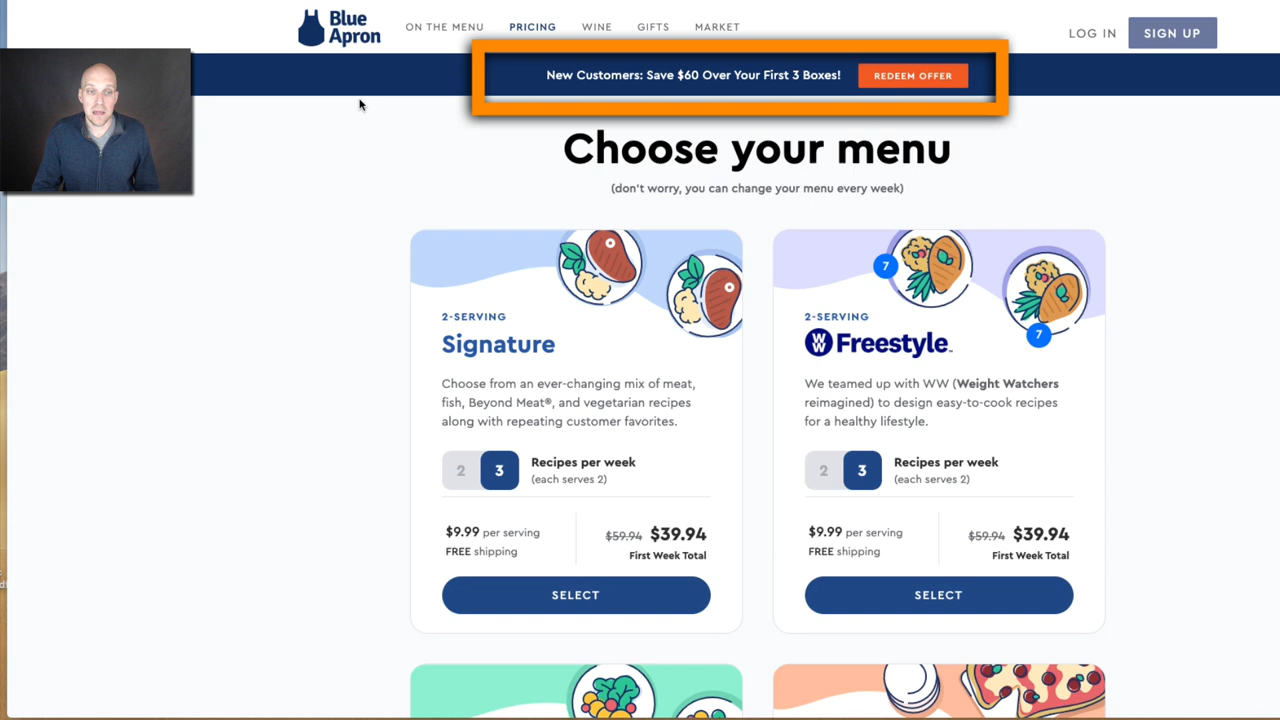 Blue
Apron
ON THE MENU
PRICING
WINE
GIFTS
MARKET
LOG IN
SIGN UP
New Customers: Save $60 Over Your First 3 Boxes!
REDEEM OFFER
Choose your menu
(don't worry, you can change your menu every week)
2-SERVING
Signature
Choose from an ever-changing mix of meat,
fish, Beyond Meat®, and vegetarian recipes
along with repeating customer favorites.
2
3
Recipes per week
(each serves 2)
$9.99 per serving
FREE shipping
$59.94 $39.94
First Week Total
SELECT
7
7
2-SERVING
WW Freestyle™
We teamed up with WW (Weight Watchers
reimagined) to design easy-to-cook recipes
for a healthy lifestyle.
2
3
Recipes per week
(each serves 2)
$9.99 per serving
FREE shipping
$59.94 $39.94
First Week Total
SELECT